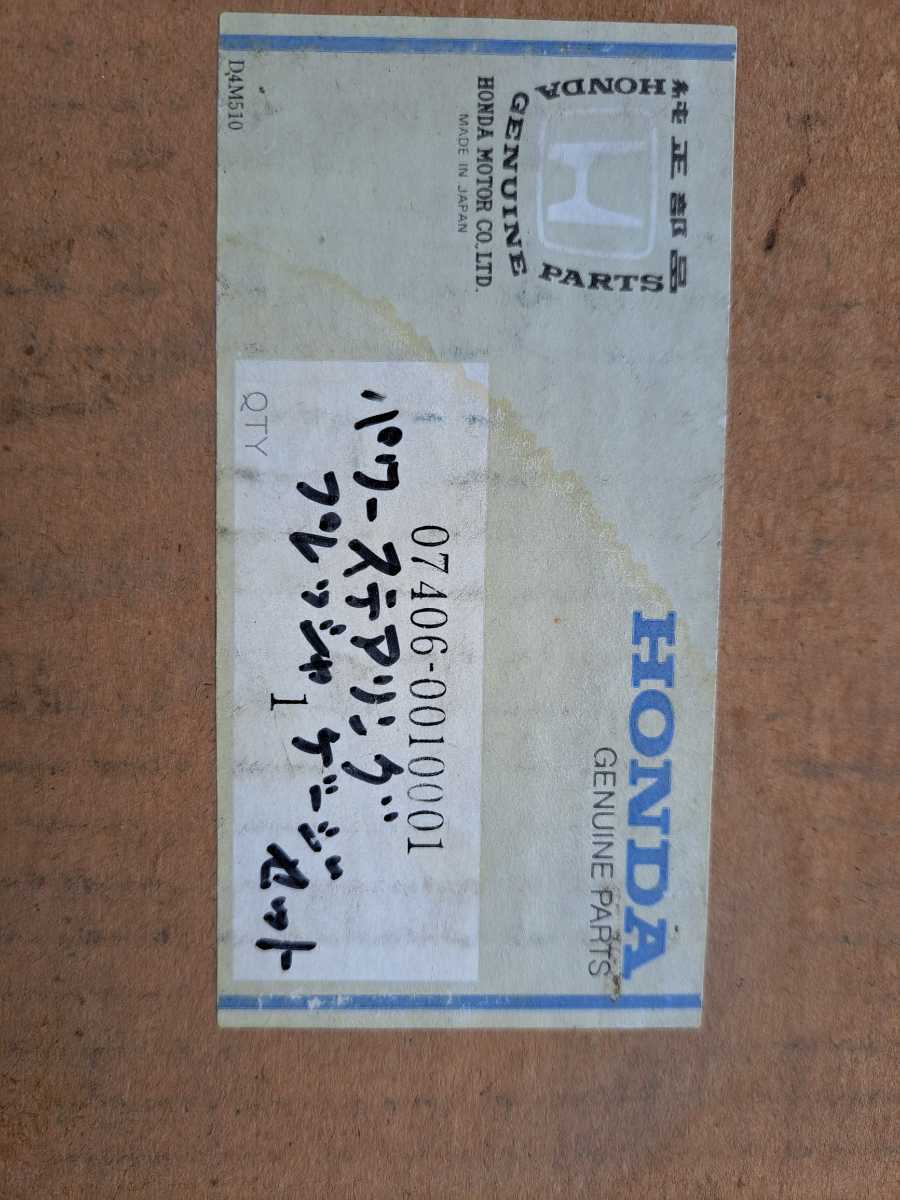 純正部品
HONDA
GENUINE
PARTS
HONDA MOTOR CO.,LTD.
MADE IN JAPAN
D4M510
HONDA
GENUINE PARTS
07406-0010001
パワーステアリング
プレッシャ ゲージ セット
QTY
1